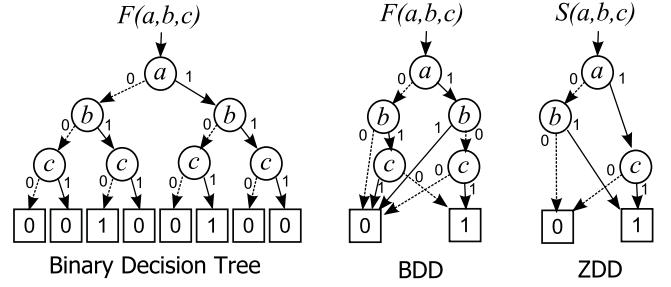 F(a,b,c) F(a,b,c) S(a,b,c)
a a a
0 1 0 1 0 1
b b b b b
0 1 0 1 0 1 1 0 0 1
c c c c c c c
0 1 0 1 0 1 0 1 1 0 0 1 0 1
0 0 1 0 0 1 0 0 0 1 0 1
Binary Decision Tree BDD ZDD